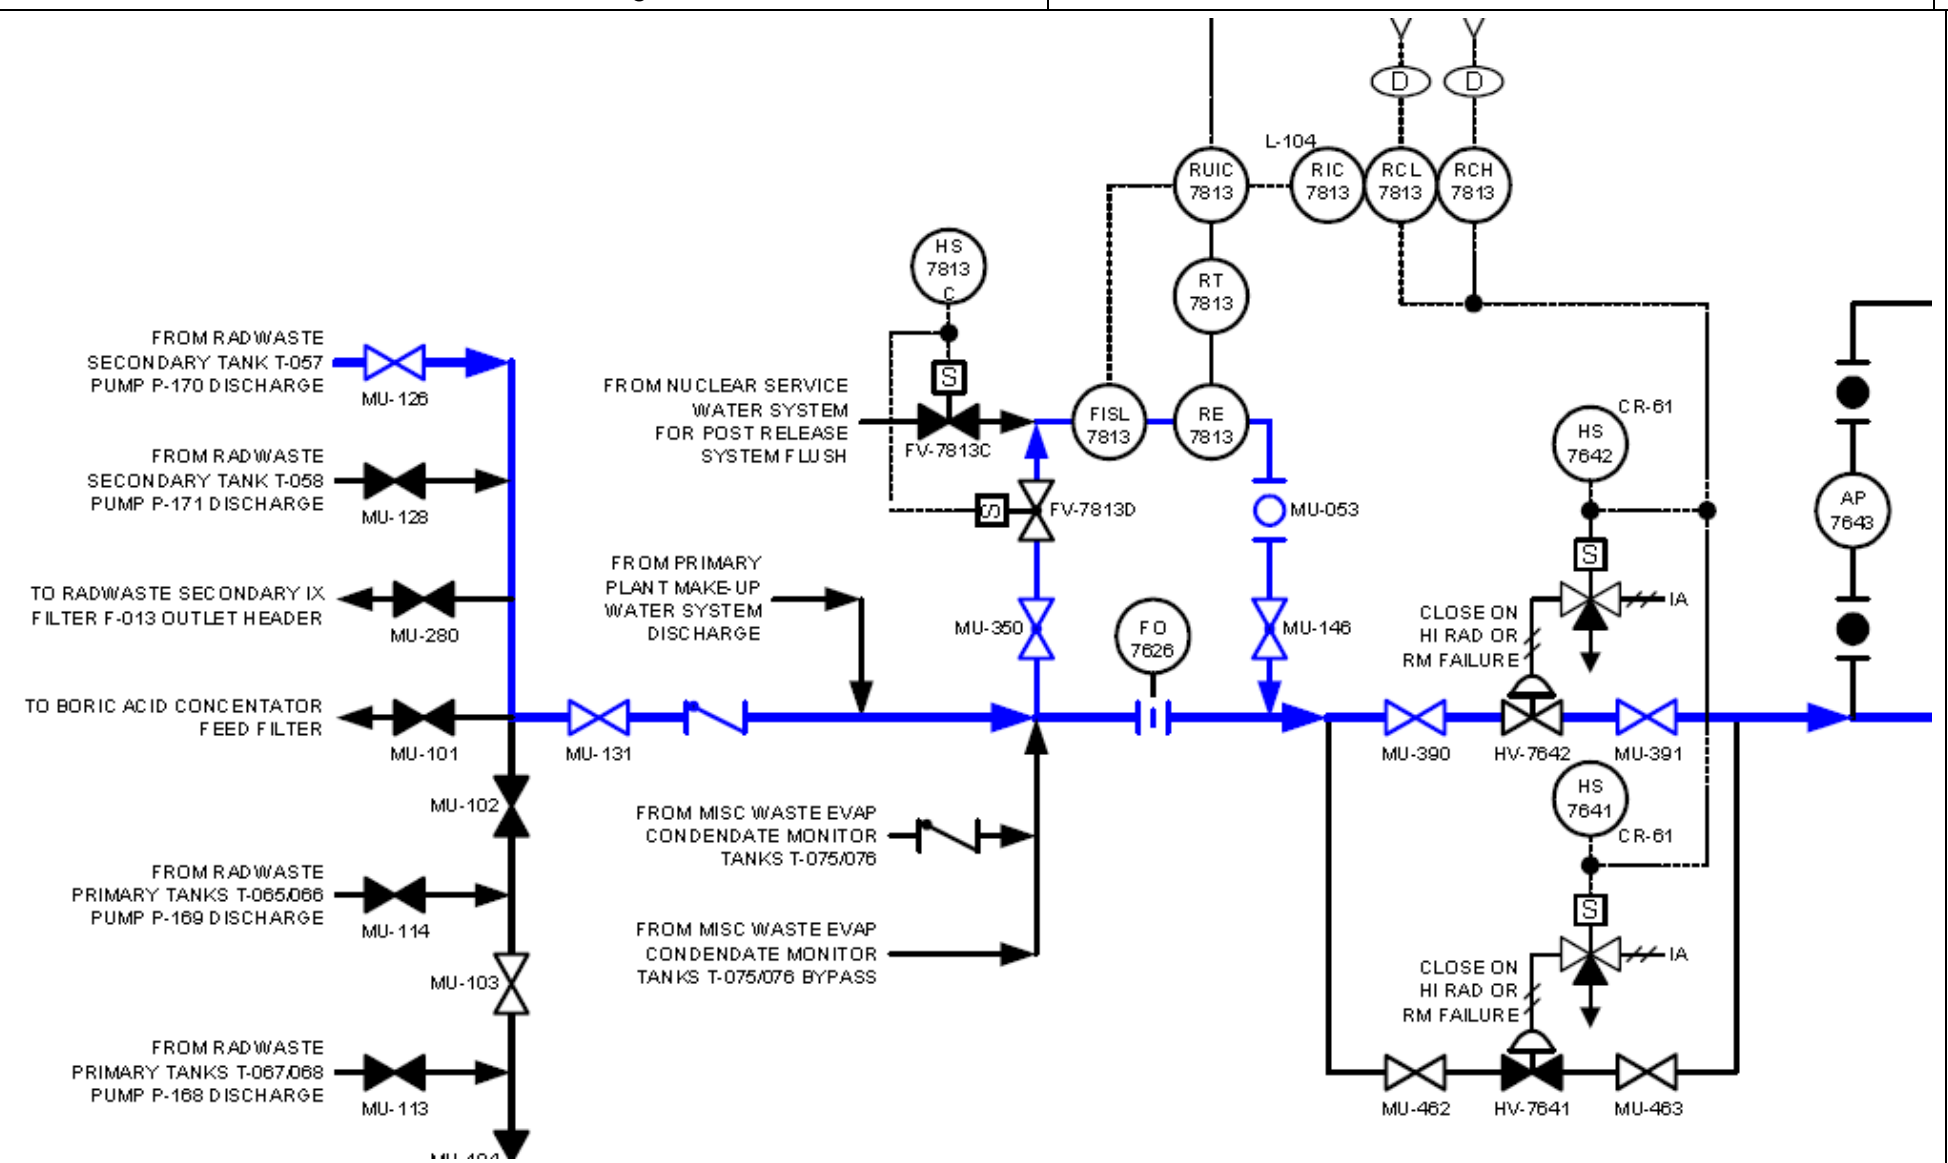 D
D
L-104
RUIC
7813
RIC
7813
RCL
7813
RCH
7813
HS
7813
C
RT
7813
FROM RADWASTE
SECONDARY TANK T-057
PUMP P-170 DISCHARGE
MU-126
S
FROM NUCLEAR SERVICE
WATER SYSTEM
FOR POST RELEASE
SYSTEM FLUSH
FV-7813C
FISL
7813
RE
7813
CR-61
HS
7642
FROM RADWASTE
SECONDARY TANK T-058
PUMP P-171 DISCHARGE
MU-128
S
FV-7813D
MU-053
AP
7643
S
FROM PRIMARY
PLANT MAKE-UP
WATER SYSTEM
DISCHARGE
TO RADWASTE SECONDARY IX
FILTER F-013 OUTLET HEADER
MU-280
MU-350
FO
7626
MU-146
CLOSE ON
HI RAD OR
RM FAILURE
IA
TO BORIC ACID CONCENTATOR
FEED FILTER
MU-101
MU-131
MU-390
HV-7642
MU-391
MU-102
HS
7641
CR-61
FROM MISC WASTE EVAP
CONDENDATE MONITOR
TANKS T-075/076
FROM RADWASTE
PRIMARY TANKS T-065/066
PUMP P-169 DISCHARGE
MU-114
S
FROM MISC WASTE EVAP
CONDENDATE MONITOR
TANKS T-075/076 BYPASS
MU-103
CLOSE ON
HI RAD OR
RM FAILURE
IA
FROM RADWASTE
PRIMARY TANKS T-067/068
PUMP P-168 DISCHARGE
MU-113
MU-462
HV-7641
MU-463